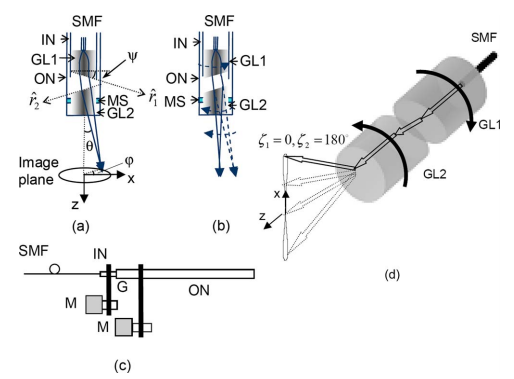 SMF
IN
GL1
ψ
ON
r̂₂
r̂₁
MS
GL2
θ
Image
plane
φ
x
z
(a)
(b)
SMF
IN
GL1
ON
MS
GL2
SMF
GL1
ζ₁ = 0, ζ₂ = 180°
GL2
x
z
(d)
SMF
IN
G
ON
M
M
(c)